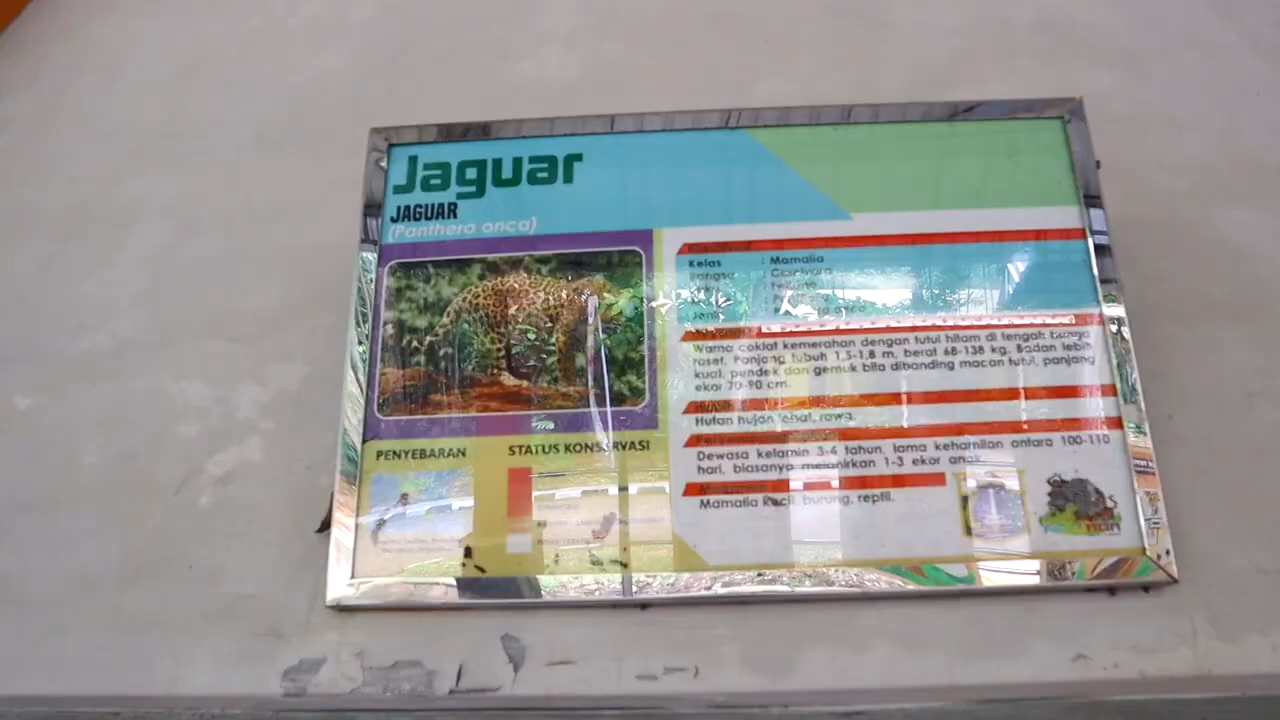 Jaguar
JAGUAR
(Panthera onca)
Kelas : Mamalia
Bangsa : Carnivora
Warna coklat kemerahan dengan tutul hitam di tengah bunga
roset. Panjang tubuh 1,5-1,8 m, berat 68-138 kg. Badan lebih
kuat, pendek dan gemuk bila dibanding macan tutul, panjang
ekor 70-90 cm.
Hutan hujan lebat, rawa.
Dewasa kelamin 3-4 tahun, lama kehamilan antara 100-110
hari, biasanya melahirkan 1-3 ekor anak.
Mamalia kecil, burung, reptil.
PENYEBARAN
STATUS KONSERVASI